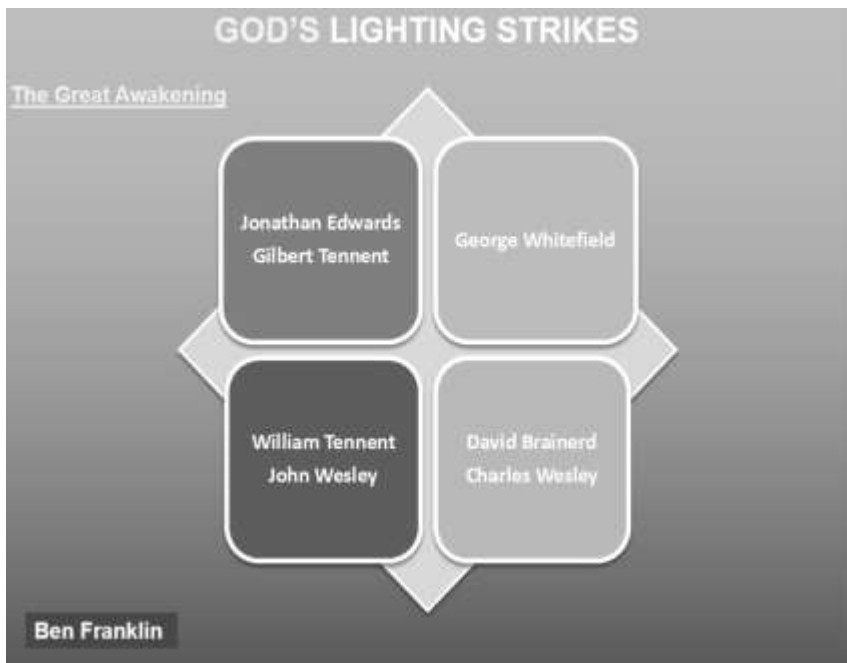 GOD'S LIGHTING STRIKES
The Great Awakening
Jonathan Edwards
Gilbert Tennent
George Whitefield
William Tennent
John Wesley
David Brainerd
Charles Wesley
Ben Franklin